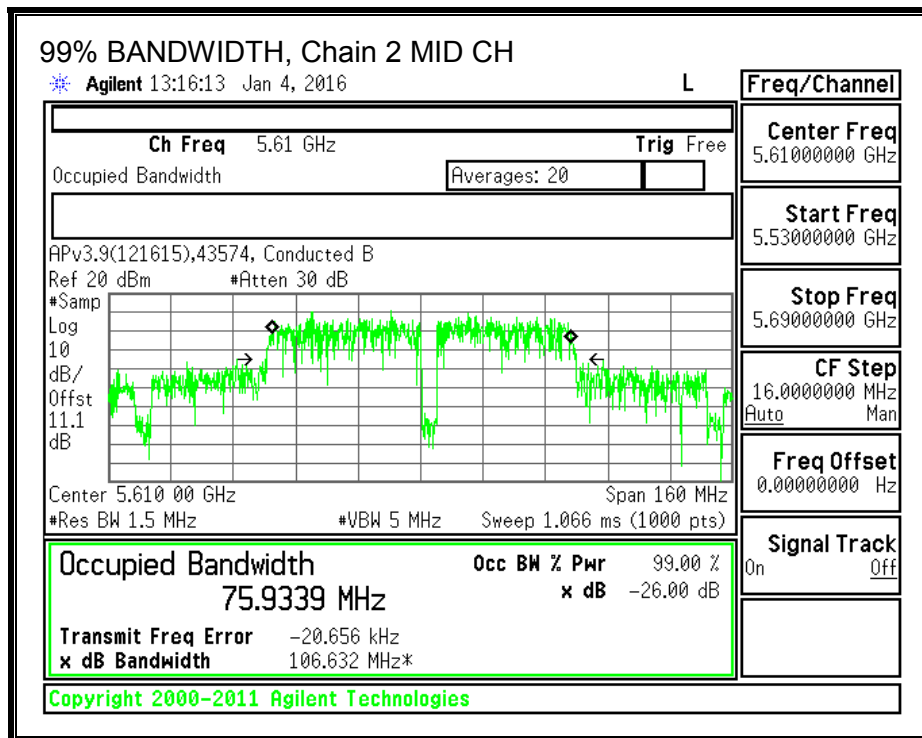 99% BANDWIDTH, Chain 2 MID CH
Agilent 13:16:13 Jan 4, 2016 L
Freq/Channel
Ch Freq 5.61 GHz Trig Free
Occupied Bandwidth Averages: 20
APv3.9(121615),43574, Conducted B
Ref 20 dBm #Atten 30 dB
#Samp
Log
10
dB/
Offst
11.1
dB
Center 5.610 00 GHz Span 160 MHz
#Res BW 1.5 MHz #VBW 5 MHz Sweep 1.066 ms (1000 pts)
Occupied Bandwidth Occ BW % Pwr 99.00 %
75.9339 MHz x dB -26.00 dB
Transmit Freq Error -20.656 kHz
x dB Bandwidth 106.632 MHz*
Copyright 2000-2011 Agilent Technologies
Center Freq
5.61000000 GHz
Start Freq
5.53000000 GHz
Stop Freq
5.69000000 GHz
CF Step
16.0000000 MHz
Auto Man
Freq Offset
0.00000000 Hz
Signal Track
On Off